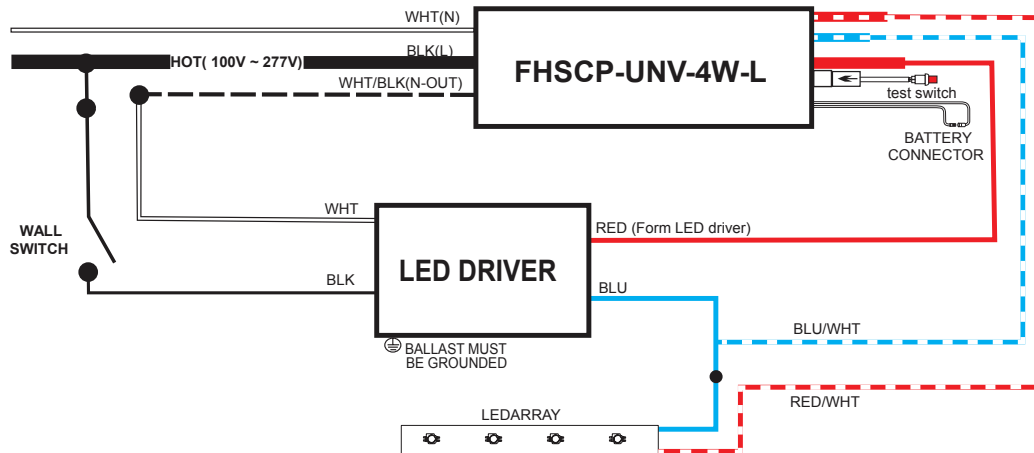 WHT(N)
BLK(L)
HOT( 100V ~ 277V)
WHT/BLK(N-OUT)
FHSCP-UNV-4W-L
test switch
BATTERY
CONNECTOR
WHT
WALL
SWITCH
RED (Form LED driver)
LED DRIVER
BLK
BLU
BLU/WHT
BALLAST MUST
BE GROUNDED
RED/WHT
LEDARRAY